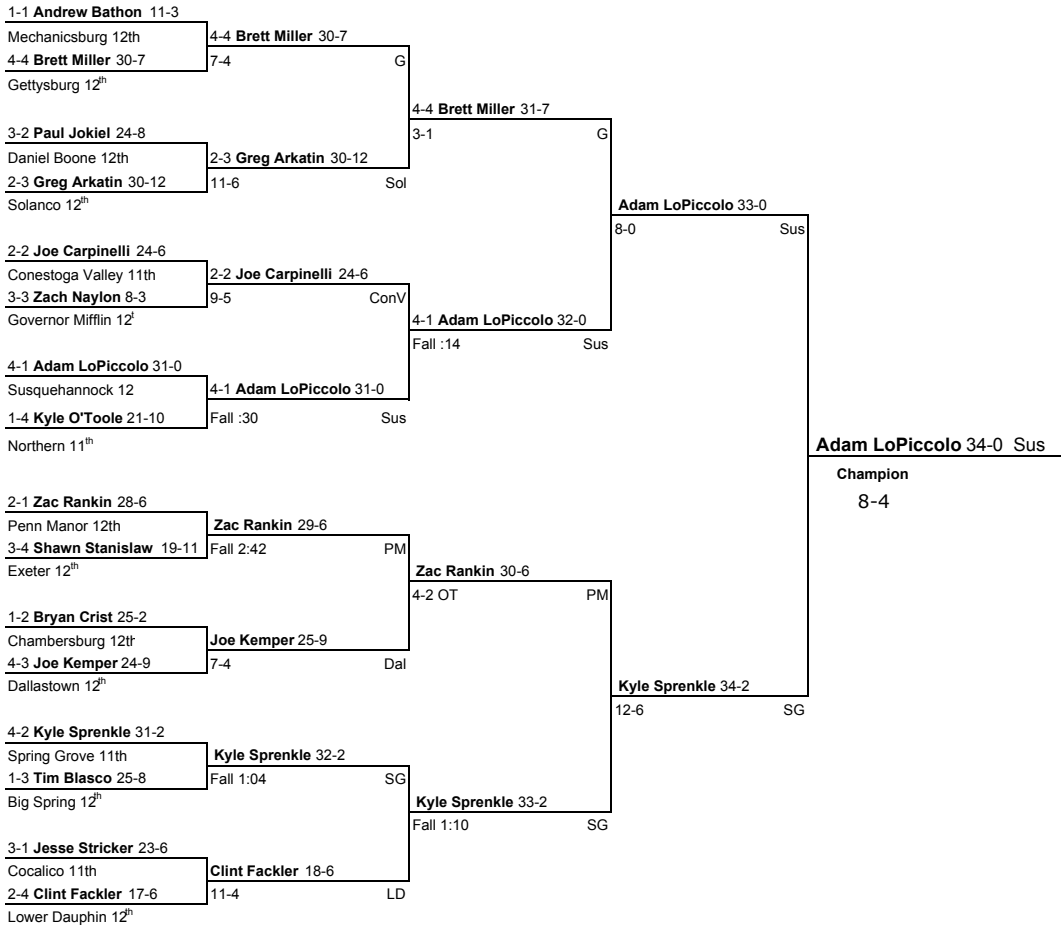 1-1 Andrew Bathon 11-3
Mechanicsburg 12th
4-4 Brett Miller 30-7
Gettysburg 12th
3-2 Paul Jokiel 24-8
Daniel Boone 12th
2-3 Greg Arkatin 30-12
Solanco 12th
2-2 Joe Carpinelli 24-6
Conestoga Valley 11th
3-3 Zach Naylon 8-3
Governor Mifflin 12t
4-1 Adam LoPiccolo 31-0
Susquehannock 12
1-4 Kyle O'Toole 21-10
Northern 11th
2-1 Zac Rankin 28-6
Penn Manor 12th
3-4 Shawn Stanislaw 19-11
Exeter 12th
1-2 Bryan Crist 25-2
Chambersburg 12th
4-3 Joe Kemper 24-9
Dallastown 12th
4-2 Kyle Sprenkle 31-2
Spring Grove 11th
1-3 Tim Blasco 25-8
Big Spring 12th
3-1 Jesse Stricker 23-6
Cocalico 11th
2-4 Clint Fackler 17-6
Lower Dauphin 12th
4-4 Brett Miller 30-7
7-4 G
2-3 Greg Arkatin 30-12
11-6 Sol
2-2 Joe Carpinelli 24-6
9-5 ConV
4-1 Adam LoPiccolo 31-0
Fall :30 Sus
Zac Rankin 29-6
Fall 2:42 PM
Joe Kemper 25-9
7-4 Dal
Kyle Sprenkle 32-2
Fall 1:04 SG
Clint Fackler 18-6
11-4 LD
4-4 Brett Miller 31-7
3-1 G
4-1 Adam LoPiccolo 32-0
Fall :14 Sus
Zac Rankin 30-6
4-2 OT PM
Kyle Sprenkle 33-2
Fall 1:10 SG
Adam LoPiccolo 33-0
8-0 Sus
Kyle Sprenkle 34-2
12-6 SG
Adam LoPiccolo 34-0 Sus
Champion
8-4